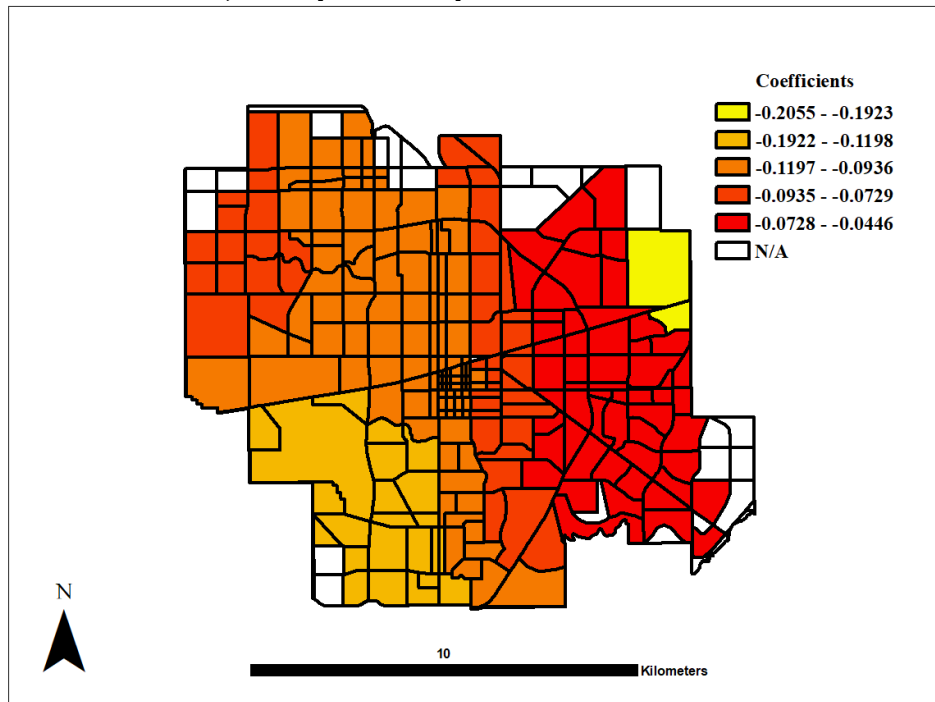 Coefficients
-0.2055 - -0.1923
-0.1922 - -0.1198
-0.1197 - -0.0936
-0.0935 - -0.0729
-0.0728 - -0.0446
N/A
N
10
Kilometers